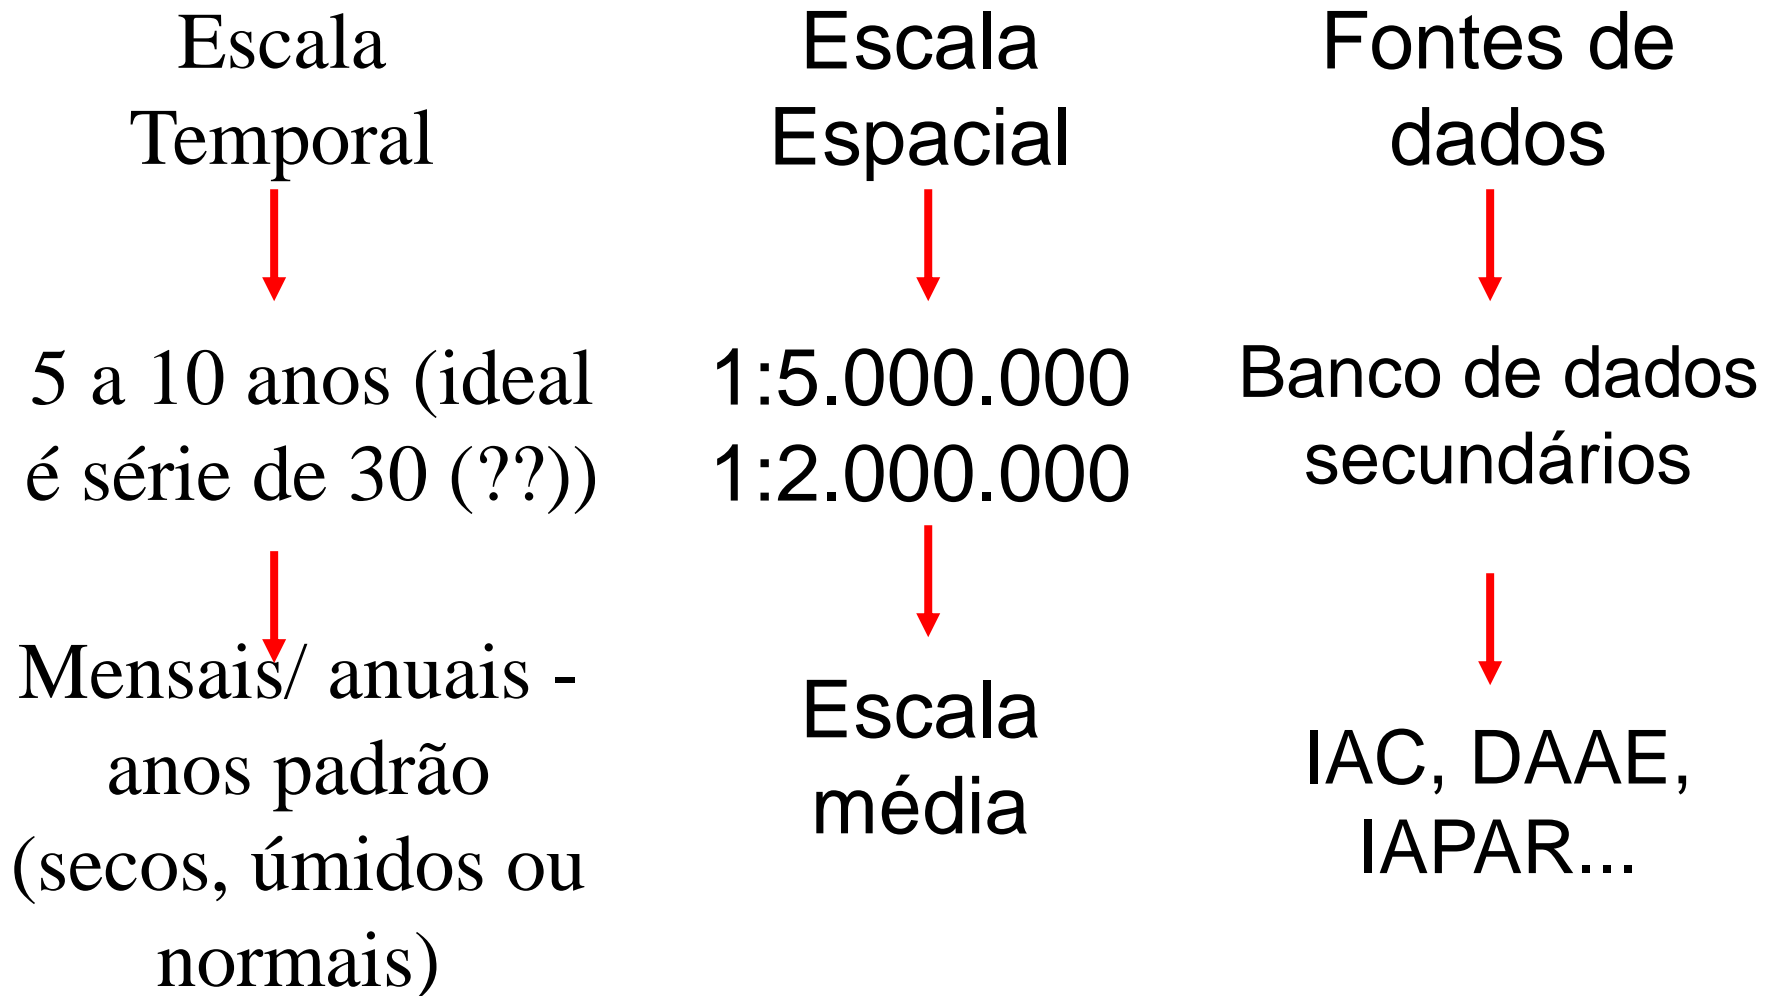 Escala
Temporal
5 a 10 anos (ideal
é série de 30 (??))
Mensais/ anuais -
anos padrão
(secos, úmidos ou
normais)
Escala
Espacial
1:5.000.000
1:2.000.000
Escala
média
Fontes de
dados
Banco de dados
secundários
IAC, DAAE,
IAPAR...